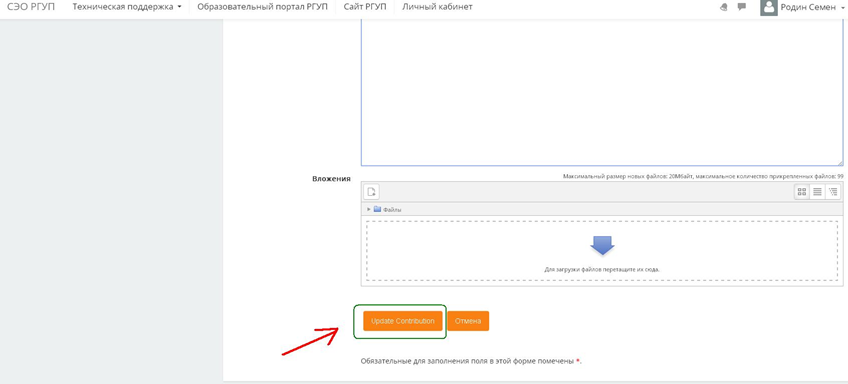 СЭО РГУП Техническая поддержка Образовательный портал РГУП Сайт РГУП Личный кабинет Родин Семен
Вложения
Максимальный размер новых файлов: 20Мбайт, максимальное количество прикрепленных файлов: 99
Файлы
Для загрузки файлов перетащите их сюда.
Update Contribution Отмена
Обязательные для заполнения поля в этой форме помечены *.